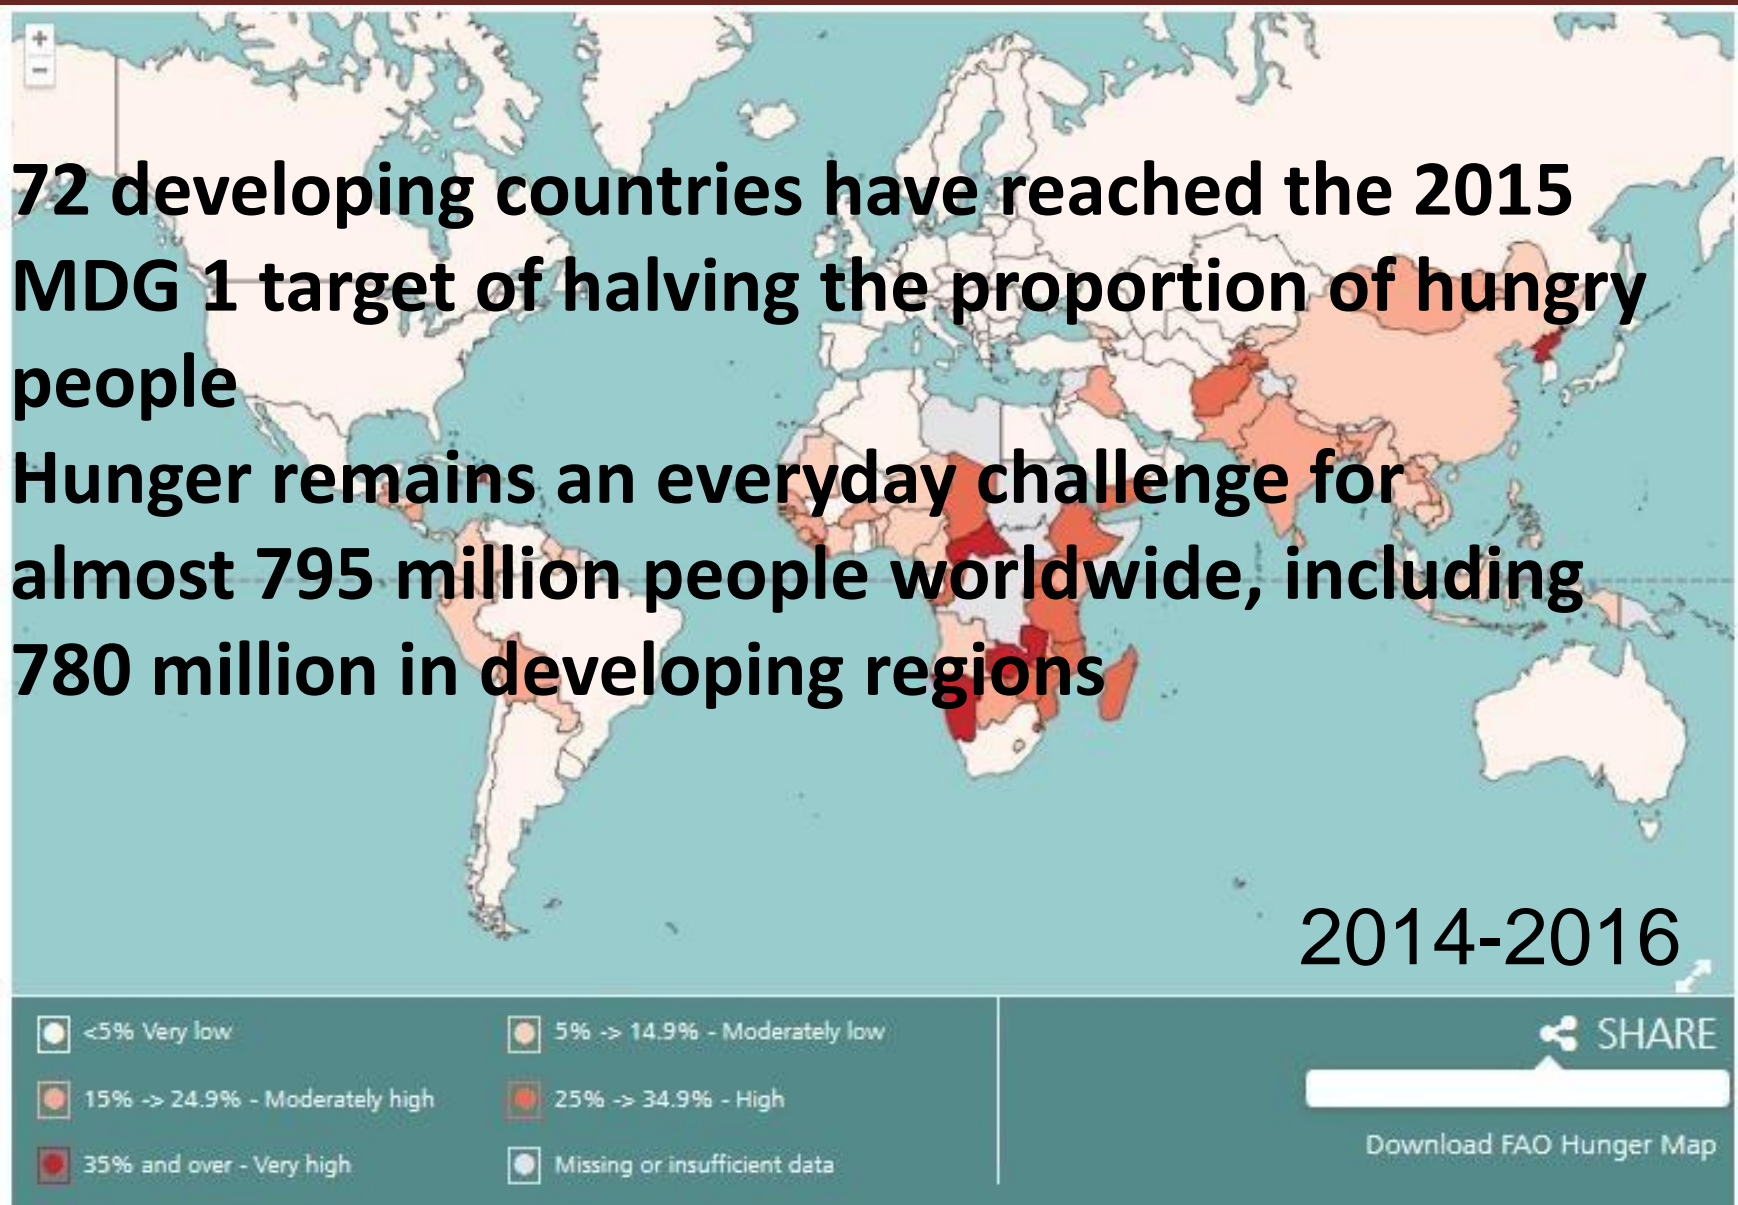 +
−
72 developing countries have reached the 2015
MDG 1 target of halving the proportion of hungry
people
Hunger remains an everyday challenge for
almost 795 million people worldwide, including
780 million in developing regions
2014-2016
<5% Very low
5% -> 14.9% - Moderately low
15% -> 24.9% - Moderately high
25% -> 34.9% - High
35% and over - Very high
Missing or insufficient data
SHARE
Download FAO Hunger Map